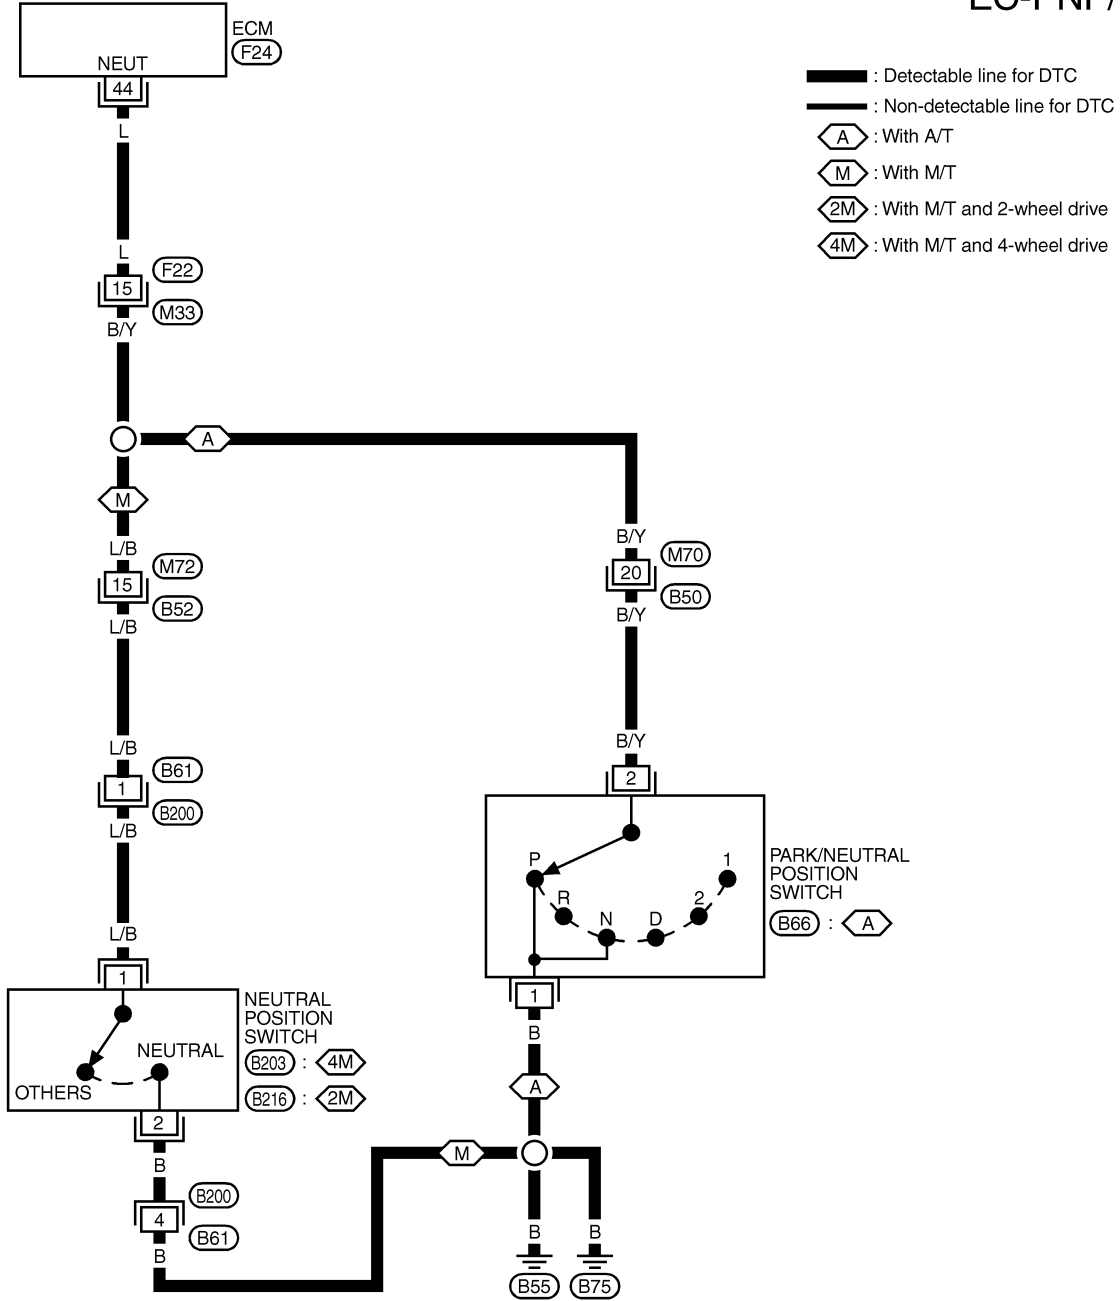 ECM
F24
NEUT
44
: Detectable line for DTC
: Non-detectable line for DTC
A : With A/T
M : With M/T
2M : With M/T and 2-wheel drive
4M : With M/T and 4-wheel drive
L
L
F22
15
M33
B/Y
A
M
L/B
M72
15
B52
L/B
L/B
B61
1
B200
L/B
L/B
1
NEUTRAL
POSITION
SWITCH
B203 : 4M
B216 : 2M
NEUTRAL
OTHERS
2
B
B200
4
B61
B
B/Y
M70
20
B50
B/Y
B/Y
2
P
R
N
D
2
1
PARK/NEUTRAL
POSITION
SWITCH
B66 : A
1
B
A
M
B
B
B55
B75